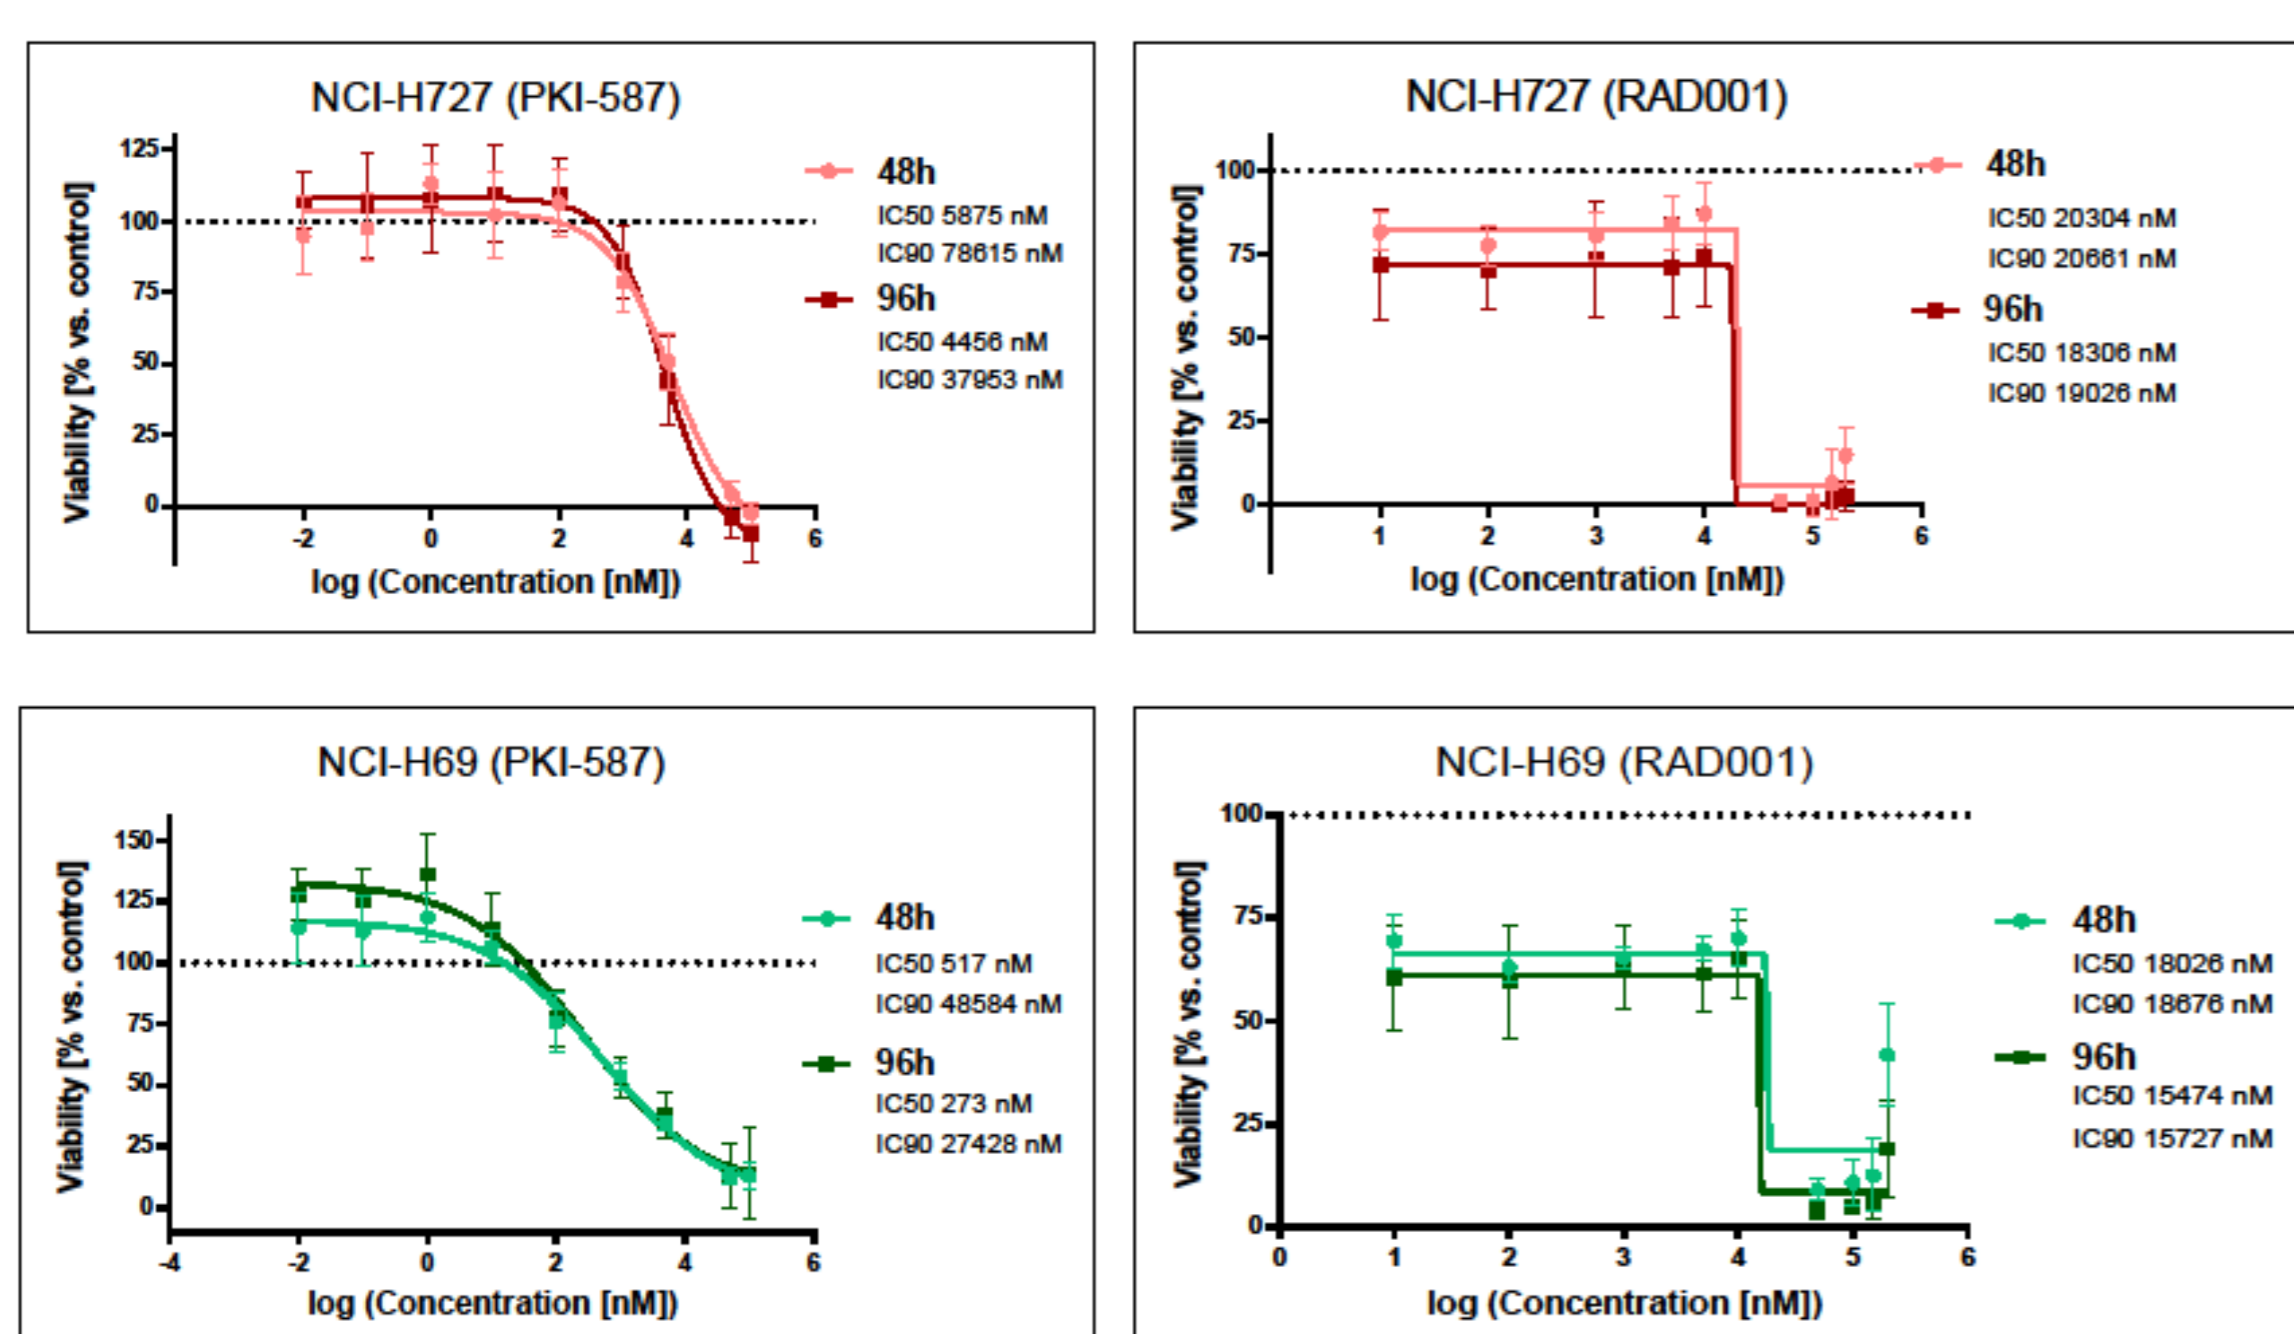 NCI-H727 (PKI-587)
125
100
75
50
25
0
-2 0 2 4 6
Viability [% vs. control]
log (Concentration [nM])
48h
IC50 5875 nM
IC90 78615 nM
96h
IC50 4456 nM
IC90 37953 nM
NCI-H727 (RAD001)
100
75
50
25
0
1 2 3 4 5 6
Viability [% vs. control]
log (Concentration [nM])
48h
IC50 20304 nM
IC90 20661 nM
96h
IC50 18306 nM
IC90 19026 nM
NCI-H69 (PKI-587)
150
125
100
75
50
25
0
-4 -2 0 2 4 6
Viability [% vs. control]
log (Concentration [nM])
48h
IC50 517 nM
IC90 48584 nM
96h
IC50 273 nM
IC90 27428 nM
NCI-H69 (RAD001)
100
75
50
25
0
0 1 2 3 4 5 6
Viability [% vs. control]
log (Concentration [nM])
48h
IC50 18026 nM
IC90 18676 nM
96h
IC50 15474 nM
IC90 15727 nM